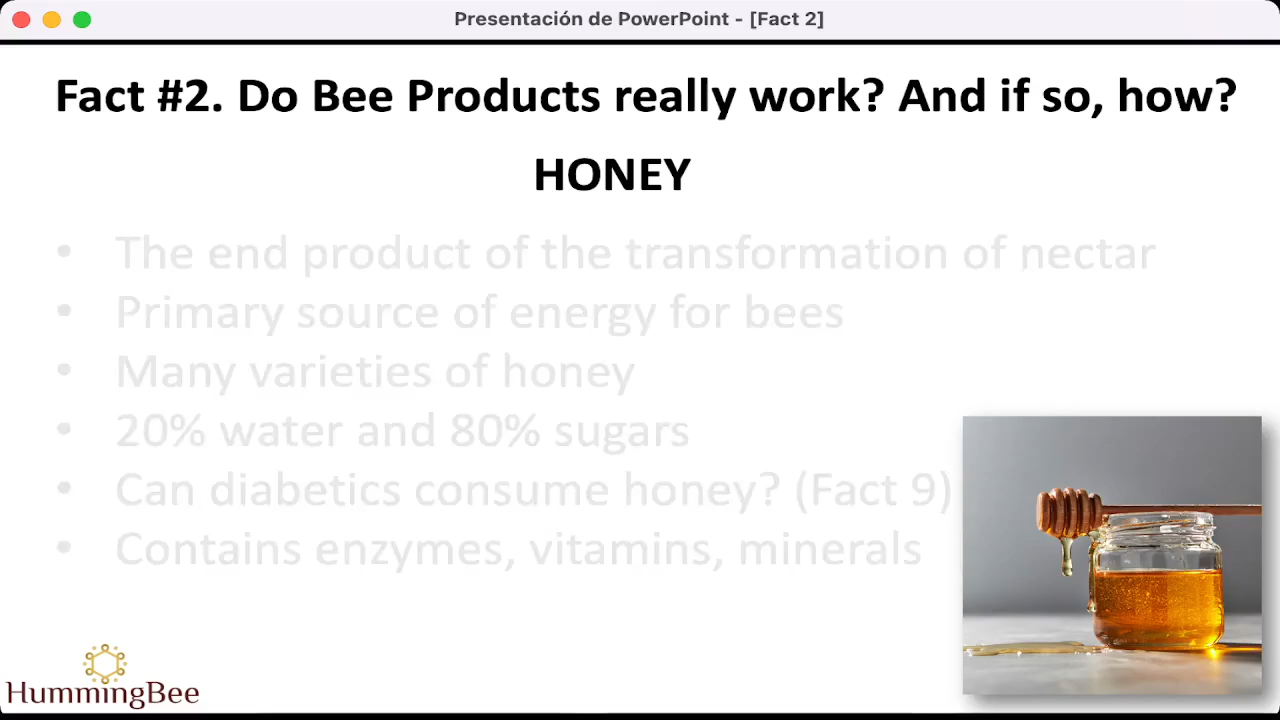 Presentación de PowerPoint - [Fact 2]
Fact #2. Do Bee Products really work? And if so, how?
HONEY
• The end product of the transformation of nectar
• Primary source of energy for bees
• Many varieties of honey
• 20% water and 80% sugars
• Can diabetics consume honey? (Fact 9)
• Contains enzymes, vitamins, minerals
HummingBee